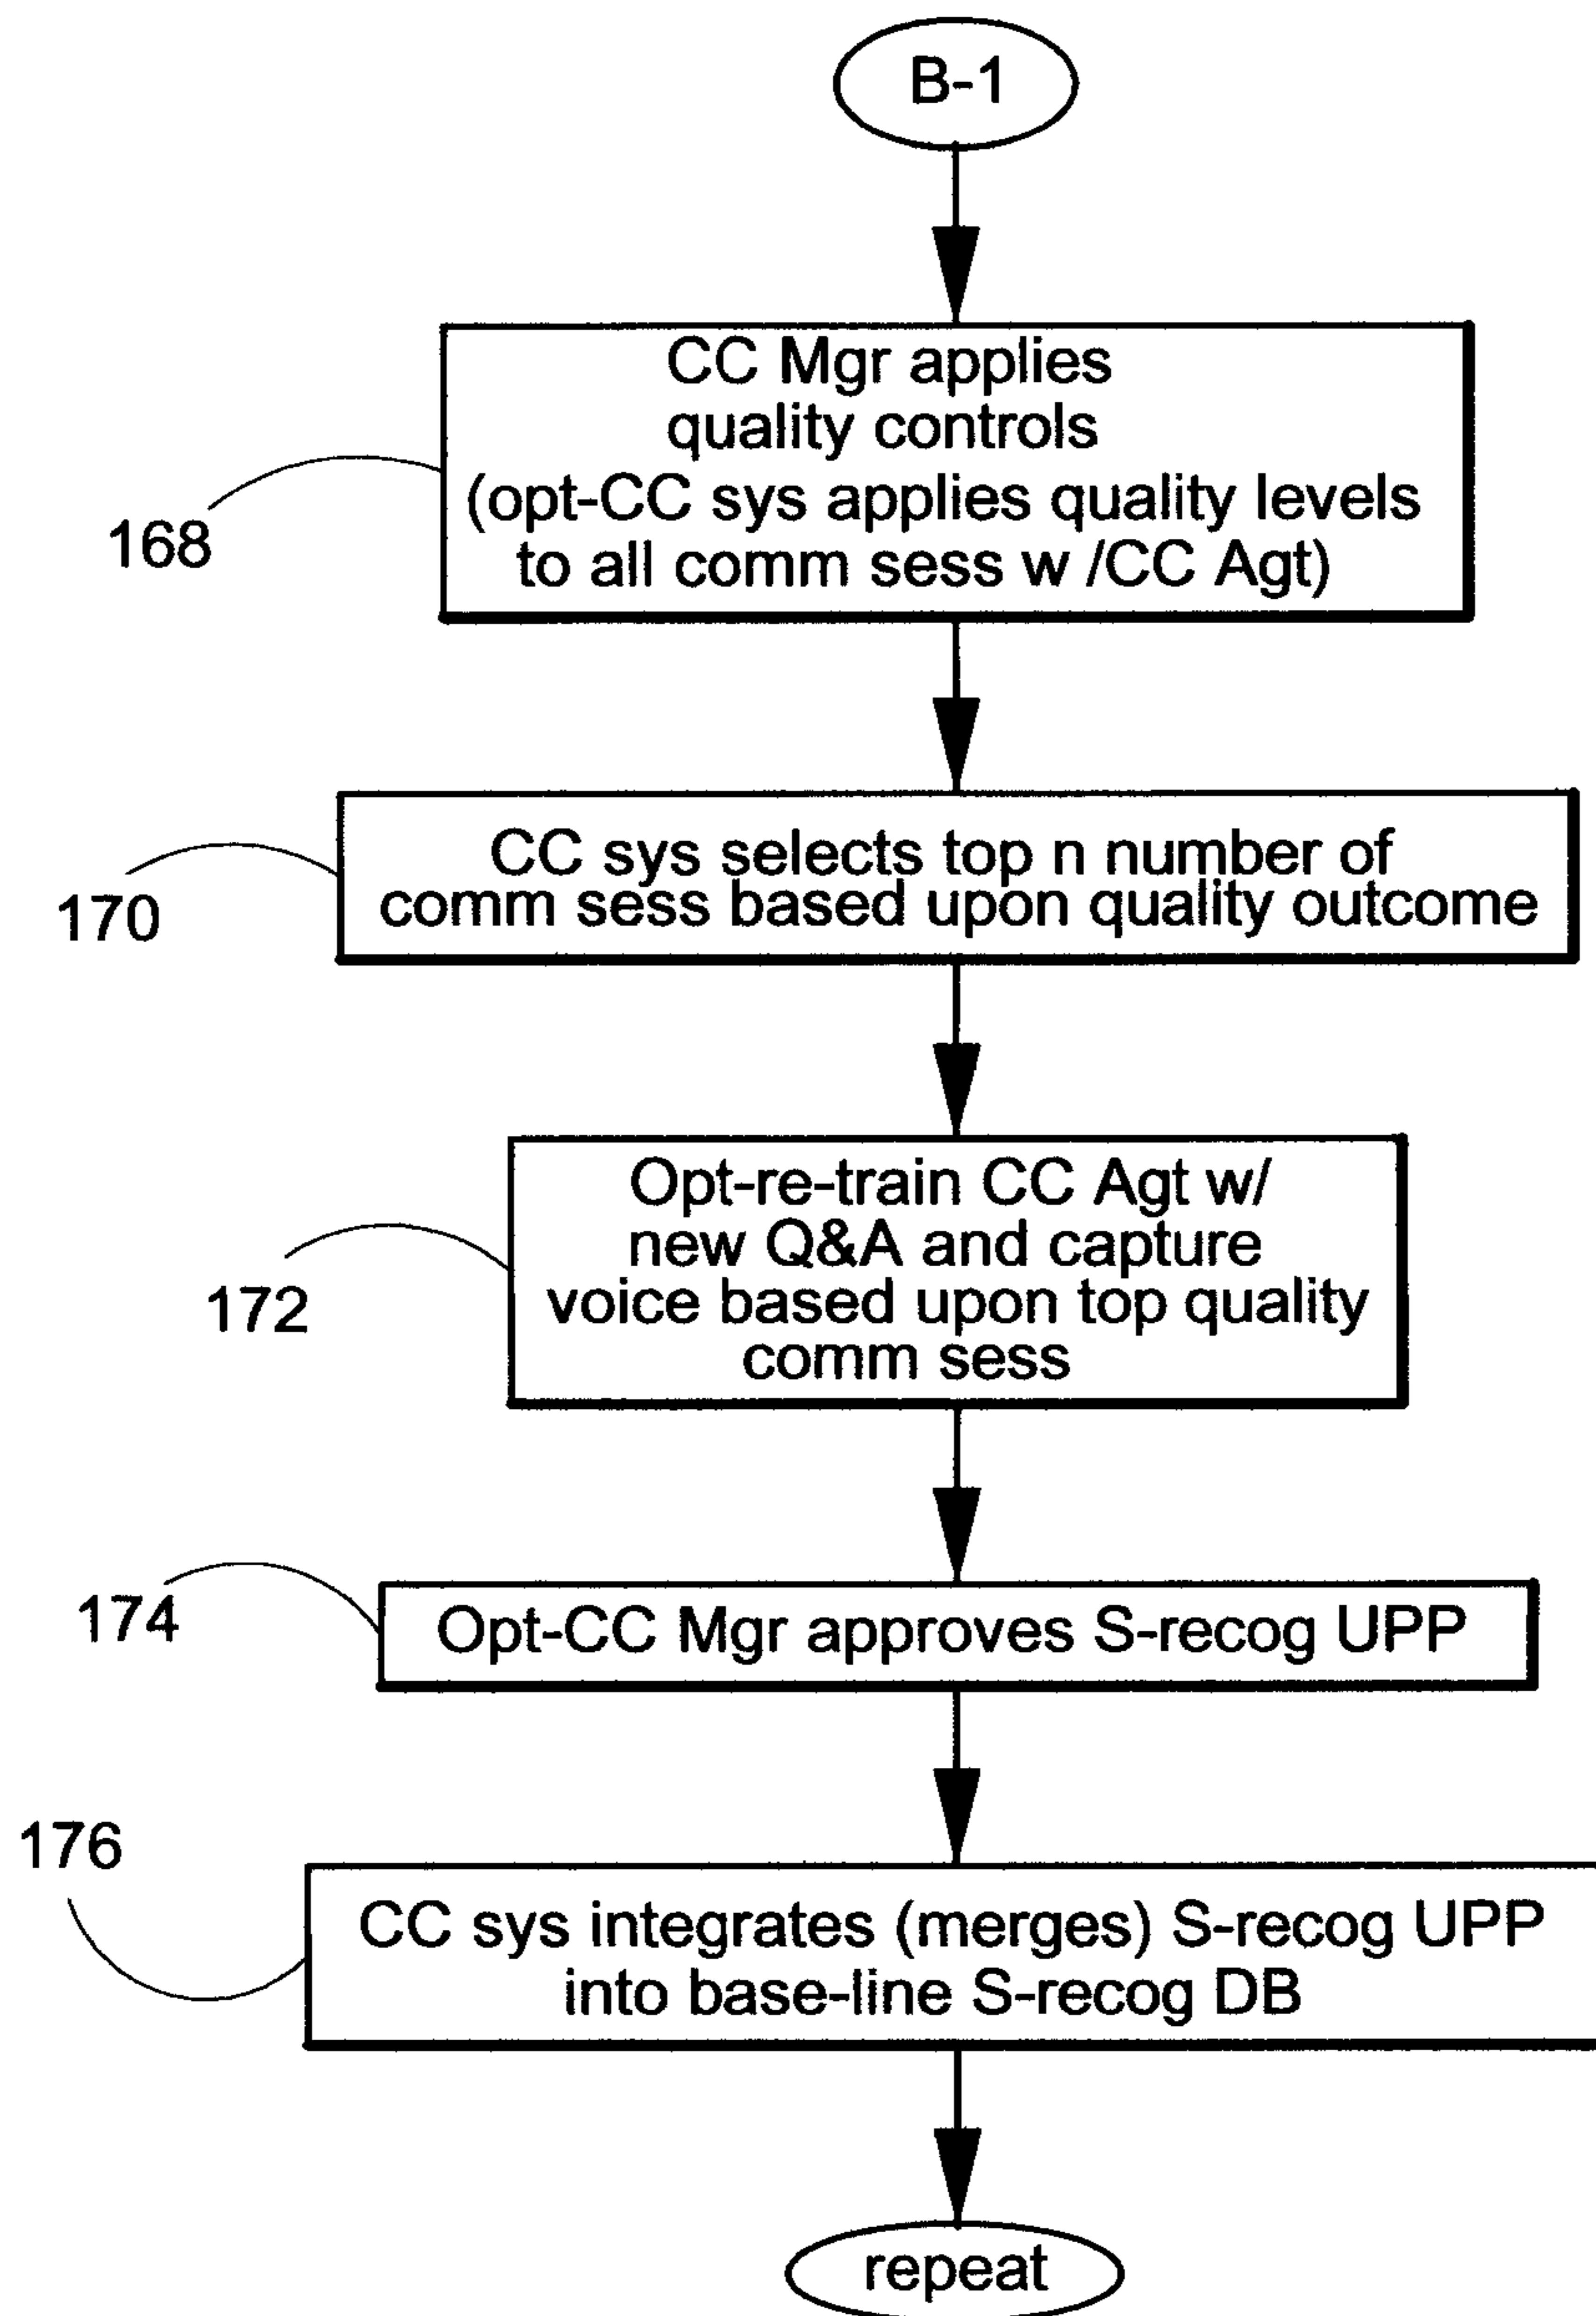 B-1
CC Mgr applies
quality controls
(opt-CC sys applies quality levels
to all comm sess w /CC Agt)
168
CC sys selects top n number of
comm sess based upon quality outcome
170
Opt-re-train CC Agt w/
new Q&A and capture
voice based upon top quality
comm sess
172
Opt-CC Mgr approves S-recog UPP
174
176
CC sys integrates (merges) S-recog UPP
into base-line S-recog DB
repeat